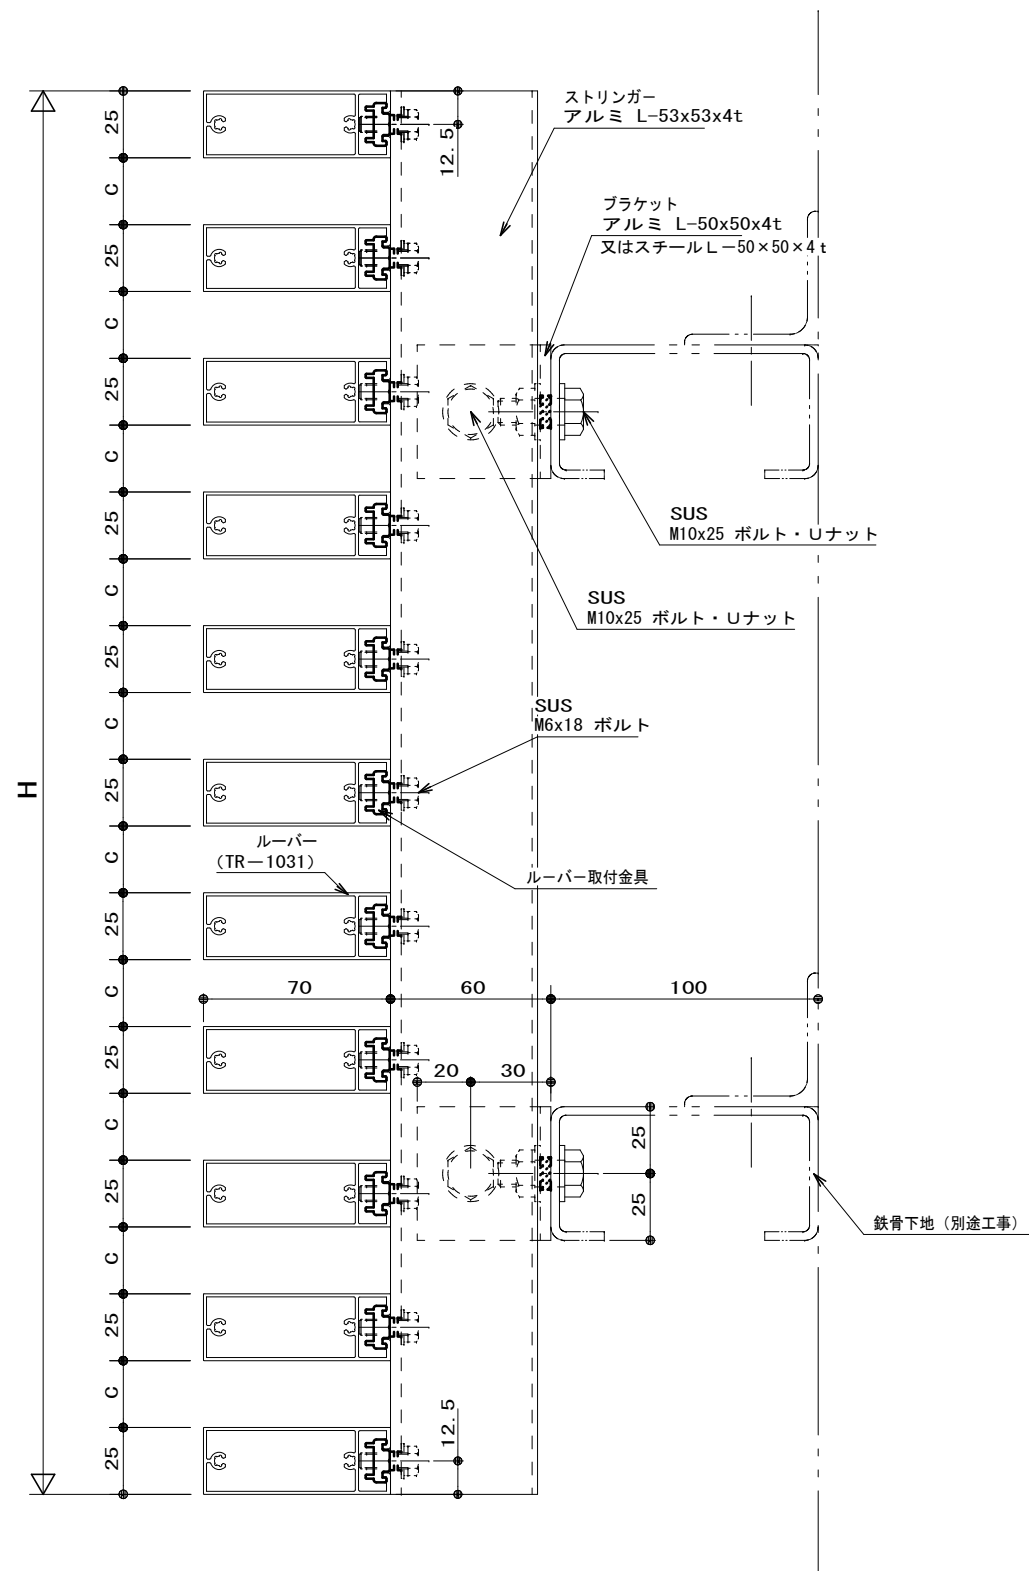 ストリンガー
アルミ L-53x53x4t
25
12.5
C
ブラケット
アルミ L-50x50x4t
又はスチールL-50×50×4t
25
C
25
C
SUS
M10x25 ボルト・Uナット
25
C
SUS
M10x25 ボルト・Uナット
25
C
SUS
M6x18 ボルト
H
25
C
ルーバー
(TR-1031)
ルーバー取付金具
25
C
70
60
100
25
20
30
C
25
25
25
鉄骨下地(別途工事)
C
25
C
12.5
25